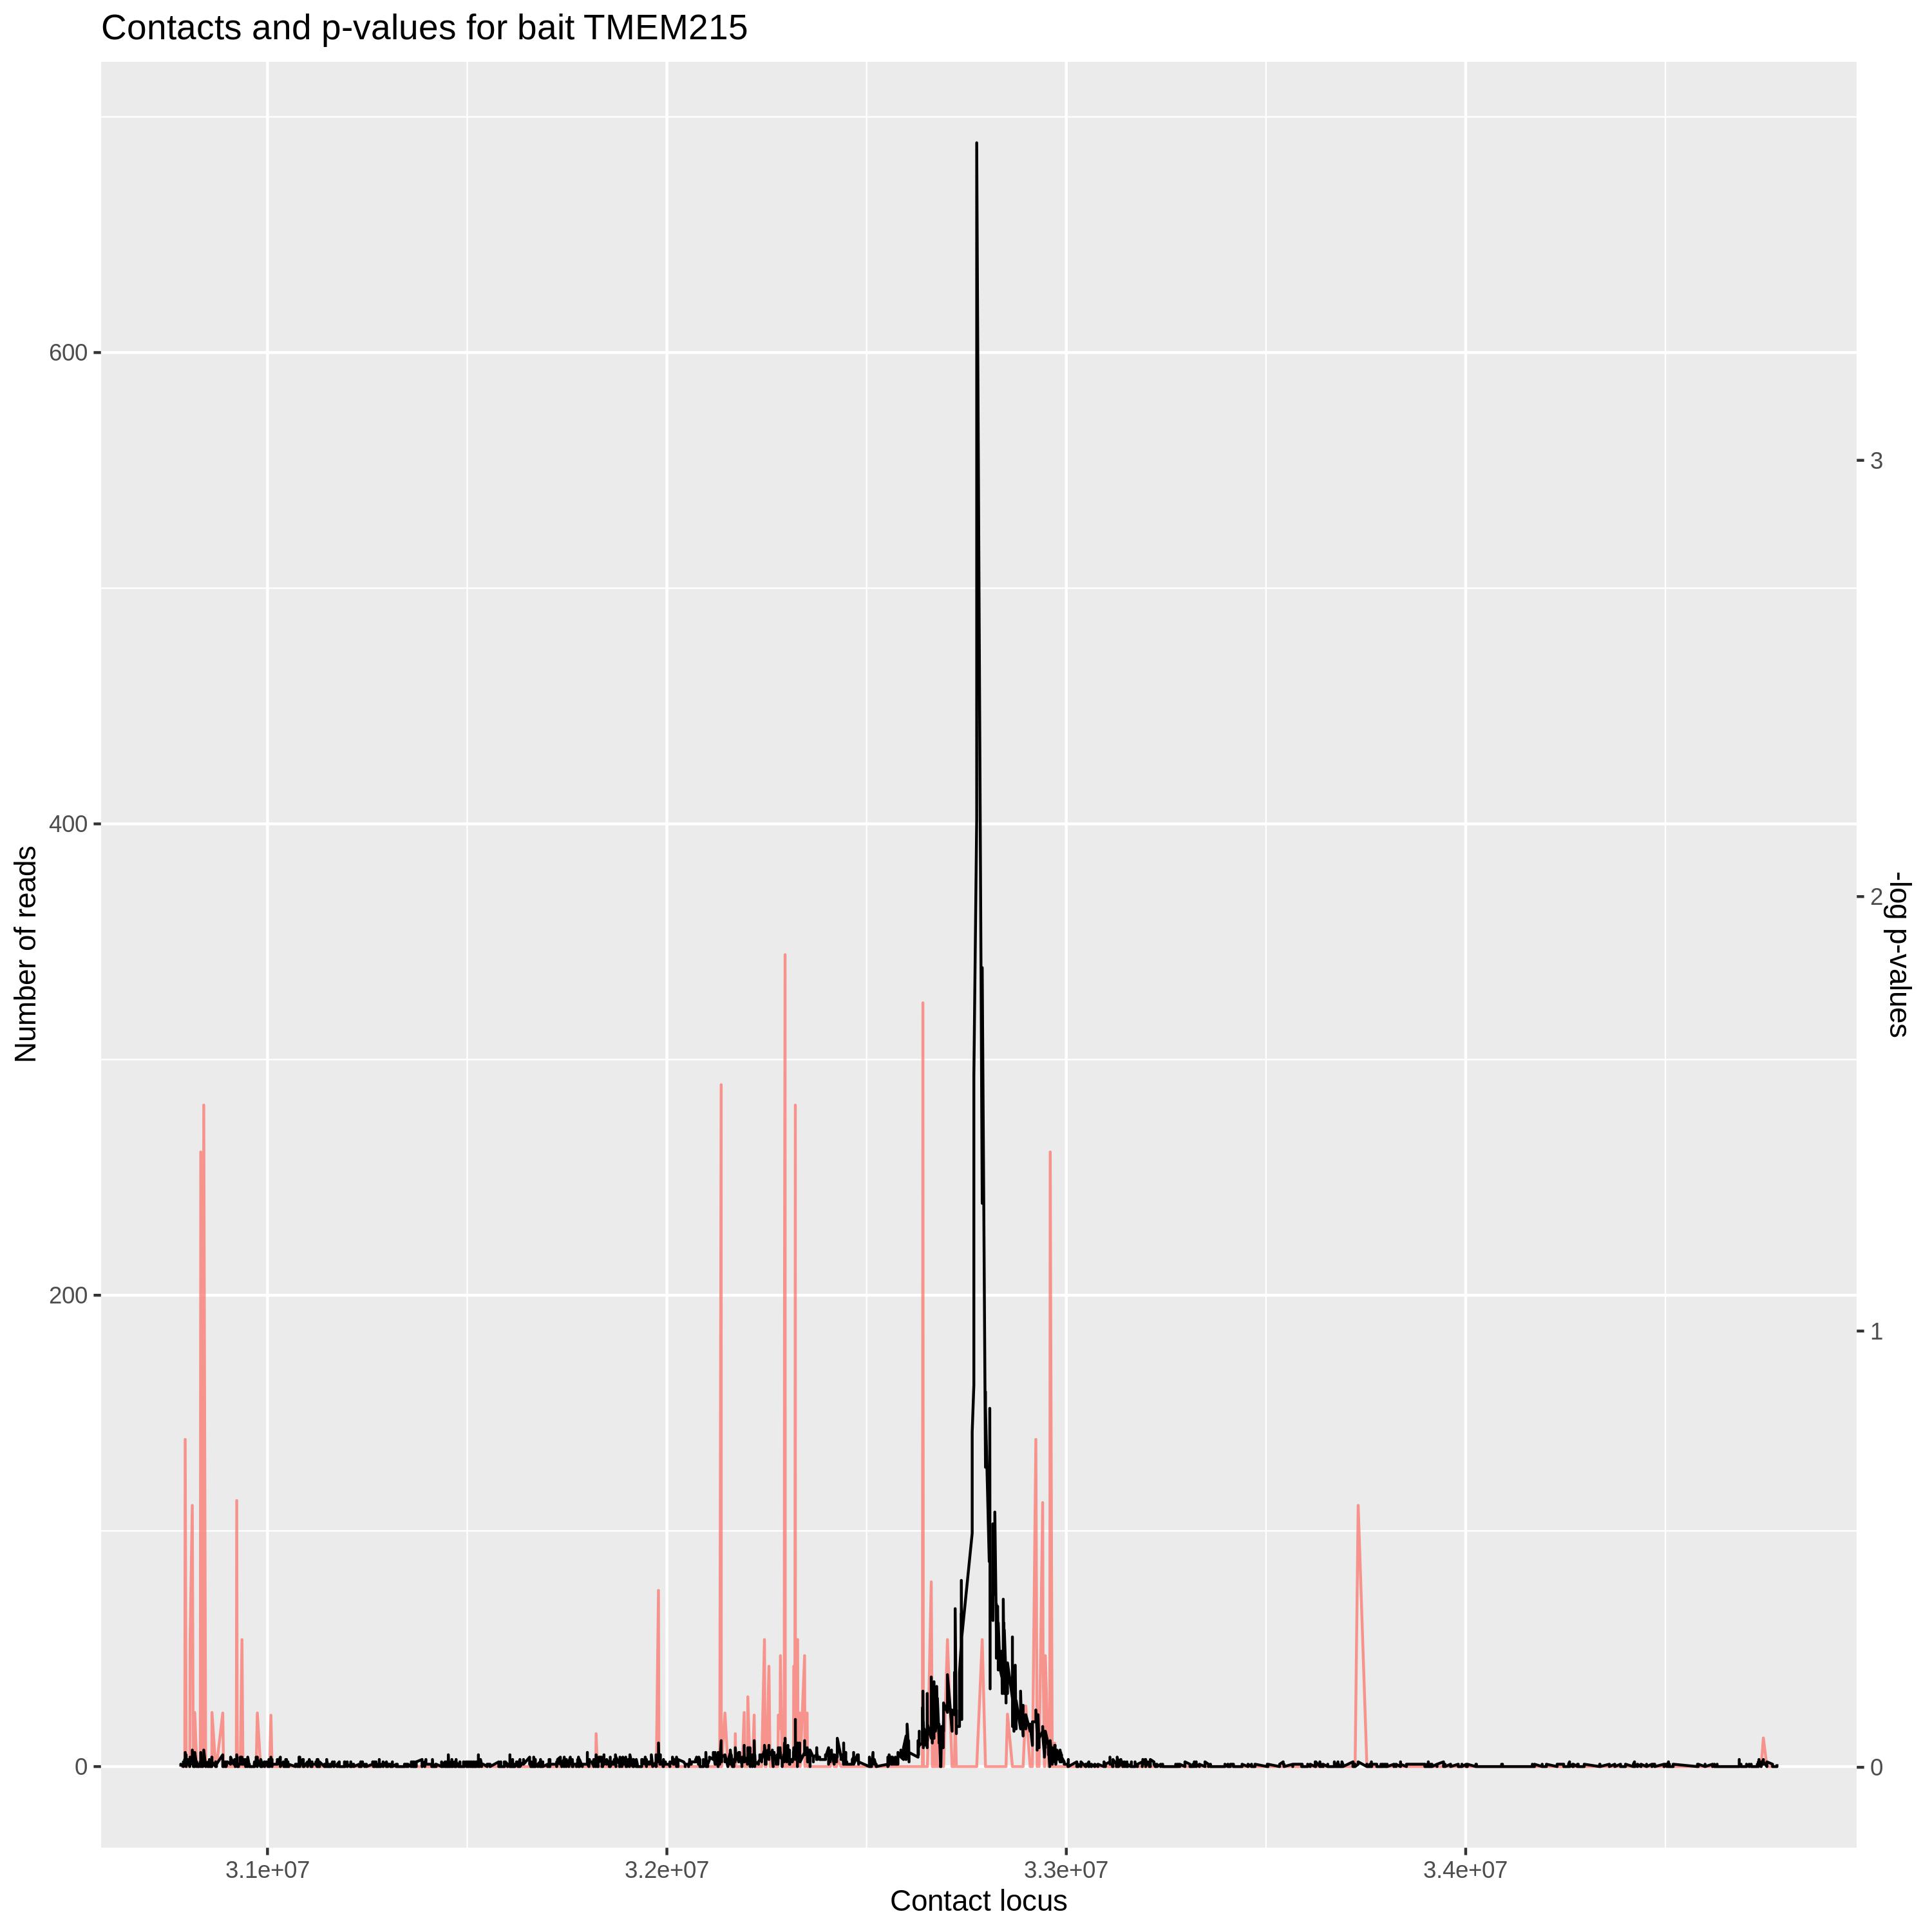 Contacts and p-values for bait TMEM215
Number of reads
600
400
200
0
3
2
1
0
-log p-values
3.1e+07
3.2e+07
3.3e+07
3.4e+07
Contact locus